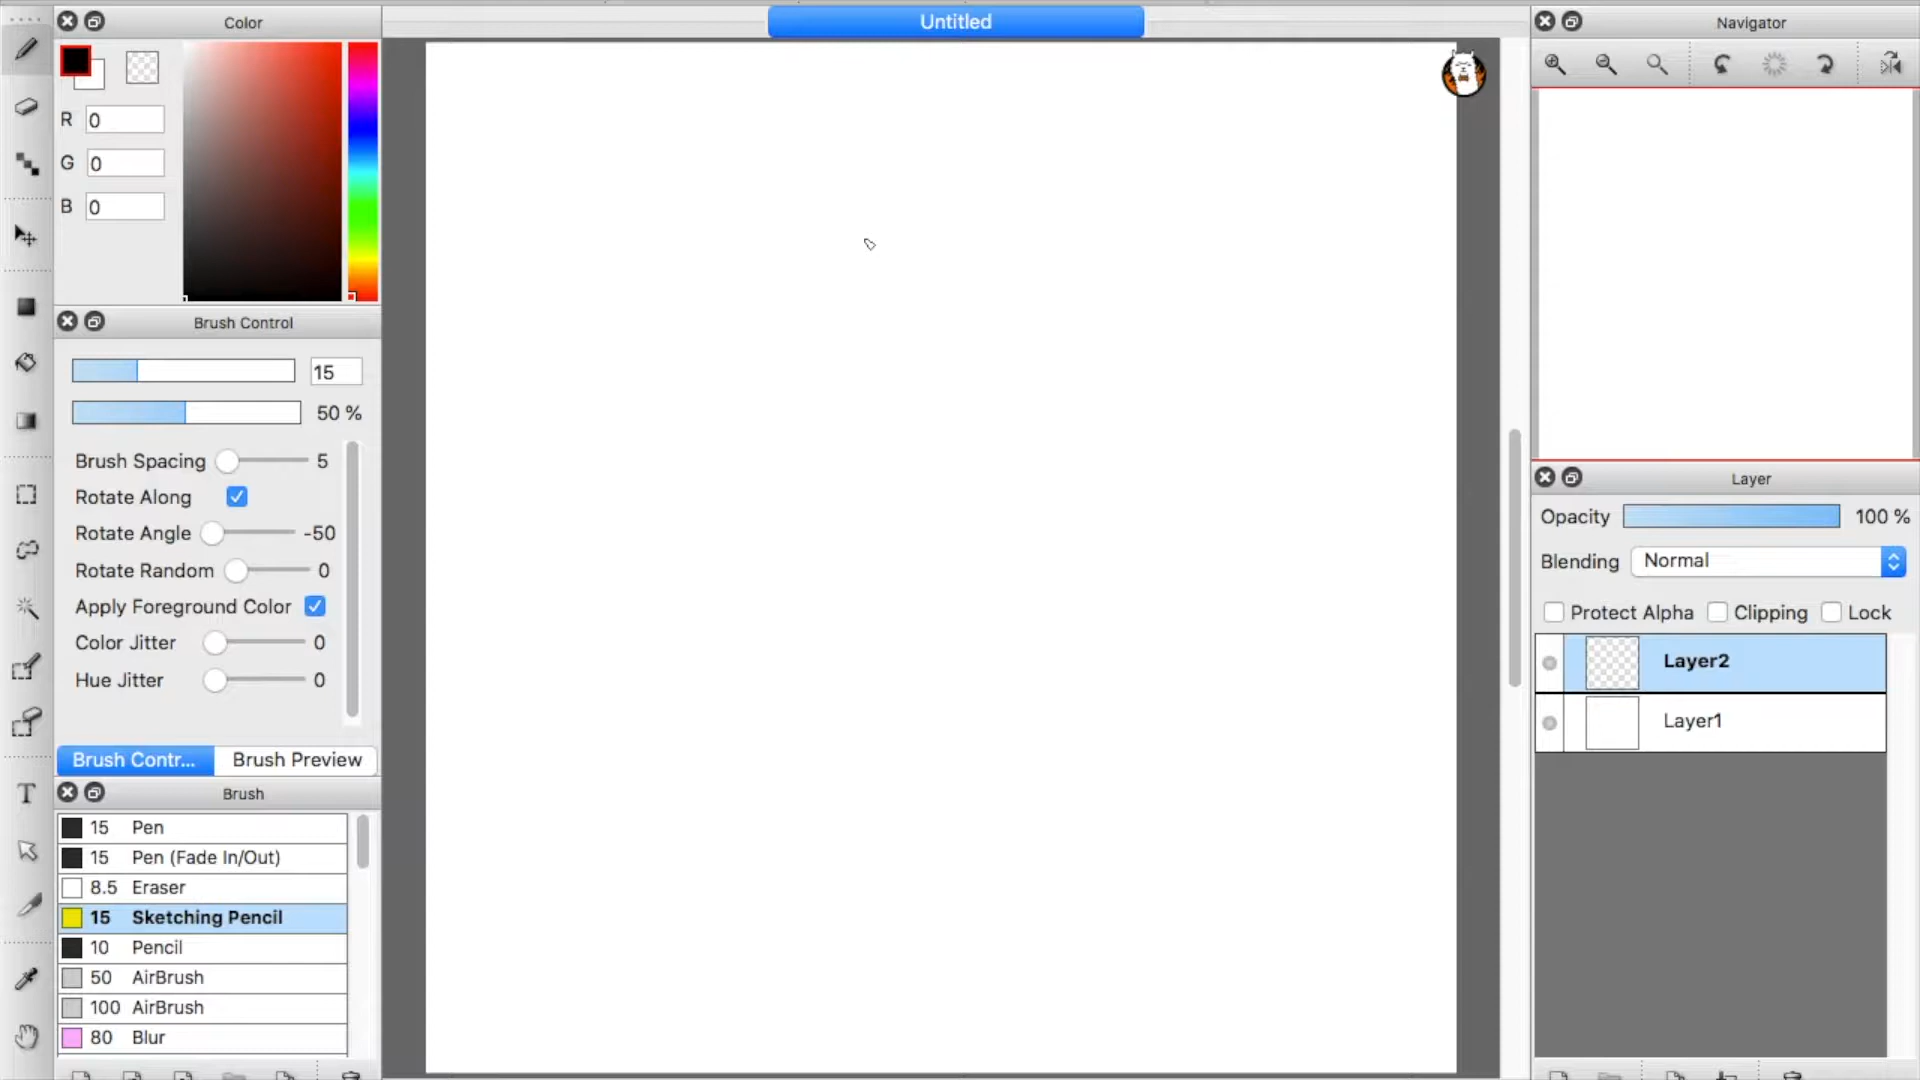 Color
R 0
G 0
B 0
Brush Control
15
50 %
Brush Spacing 5
Rotate Along
Rotate Angle -50
Rotate Random 0
Apply Foreground Color
Color Jitter 0
Hue Jitter 0
Brush Contr... Brush Preview
Brush
15 Pen
15 Pen (Fade In/Out)
8.5 Eraser
15 Sketching Pencil
10 Pencil
50 AirBrush
100 AirBrush
80 Blur
T
Untitled
Navigator
Layer
Opacity 100 %
Blending Normal
Protect Alpha Clipping Lock
Layer2
Layer1